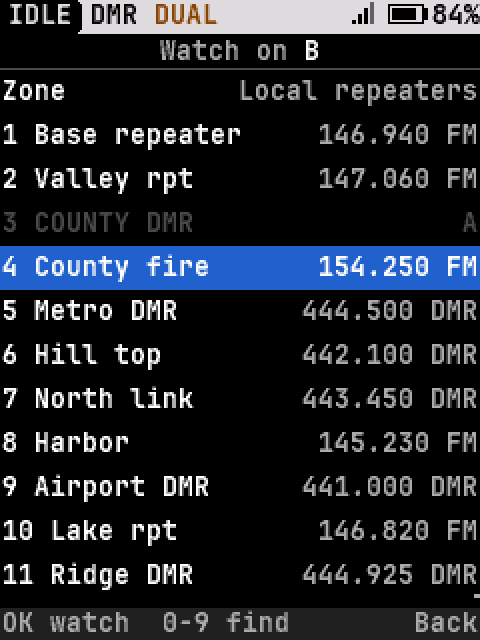 IDLE DMR DUAL 84%
Watch on B
Zone Local repeaters
1 Base repeater 146.940 FM
2 Valley rpt 147.060 FM
3 COUNTY DMR A
4 County fire 154.250 FM
5 Metro DMR 444.500 DMR
6 Hill top 442.100 DMR
7 North link 443.450 DMR
8 Harbor 145.230 FM
9 Airport DMR 441.000 DMR
10 Lake rpt 146.820 FM
11 Ridge DMR 444.925 DMR
OK watch 0-9 find Back